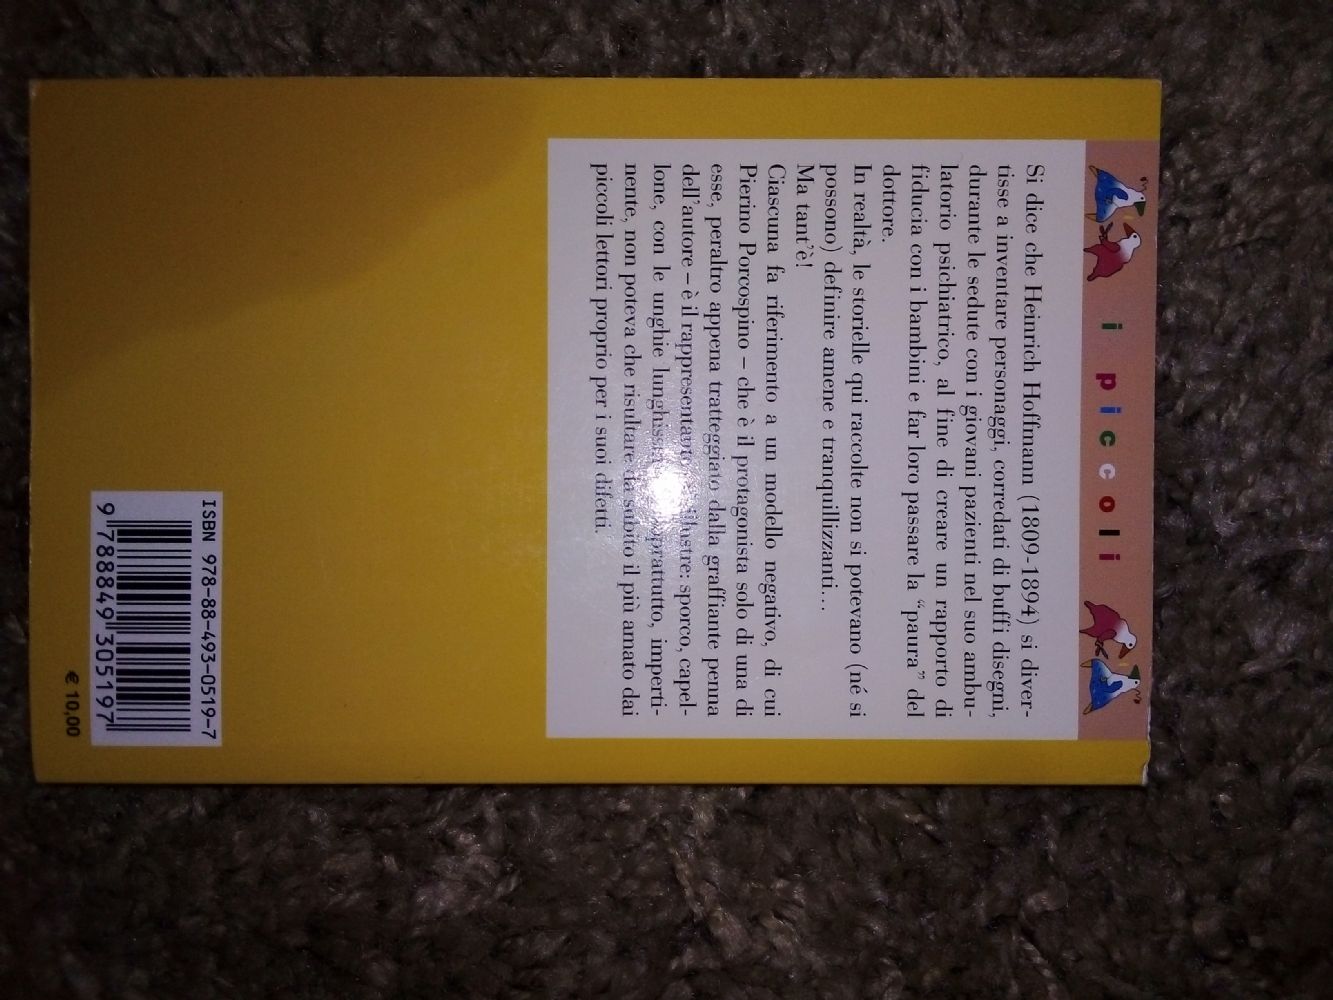 i piccoli
Si dice che Heinrich Hoffmann (1809-1894) si diver-
tisse a inventare personaggi, corredati di buffi disegni,
durante le sedute con i giovani pazienti nel suo ambu-
latorio psichiatrico, al fine di creare un rapporto di
fiducia con i bambini e far loro passare la “paura” del
dottore.
In realtà, le storielle qui raccolte non si potevano (né si
possono) definire amene e tranquillizzanti...
Ma tant'è!
Ciascuna fa riferimento a un modello negativo, di cui
Pierino Porcospino – che è il protagonista solo di una di
esse, peraltro appena tratteggiato dalla graffiante penna
dell'autore – è il rappresentante illustre: sporco, capel-
lone, con le unghie soprattutto, imperti-
nente, non poteva che risultare da subito il più amato dai
piccoli lettori proprio per i suoi difetti.
ISBN 978-88-493-0519-7
9 788849 305197
€ 10,00